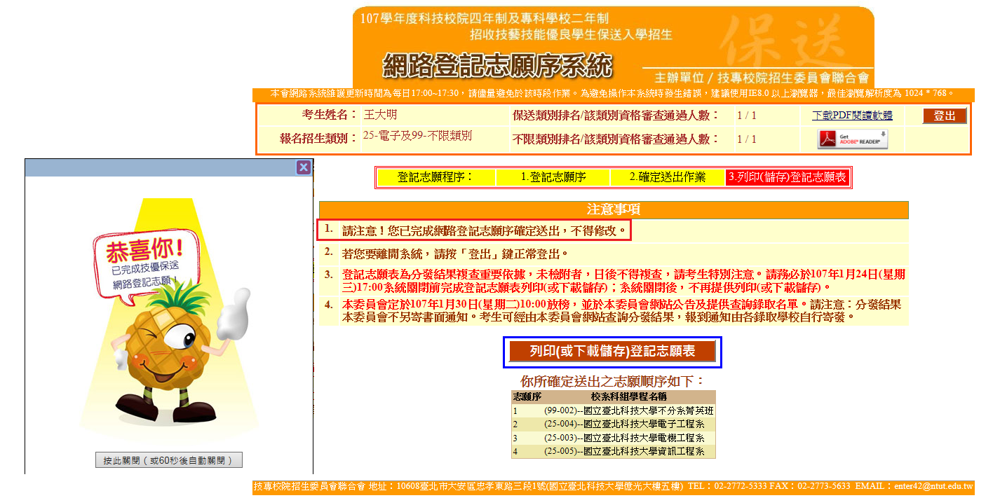 107學年度科技校院四年制及專科學校二年制
招收技藝技能優良學生保送入學招生
保送
網路登記志願序系統
主辦單位 / 技專校院招生委員會聯合會
本會網路系統維護更新時間為每日17:00~17:30，請儘量避免於該時段作業。為避免操作本系統時發生錯誤，建議使用IE8.0 以上瀏覽器，最佳瀏覽解析度為 1024 * 768。
考生姓名： 王大明 保送類別排名/該類別資格審查通過人數： 1 / 1 下載PDF閱讀軟體 登出
報名招生類別： 25-電子及99-不限類別 不限類別排名/該類別資格審查通過人數： 1 / 1 Get ADOBE® READER®
登記志願程序： 1.登記志願序 2.確定送出作業 3.列印(儲存)登記志願表
注意事項
1. 請注意！您已完成網路登記志願序確定送出，不得修改。
2. 若您要離開系統，請按「登出」鍵正常登出。
3. 登記志願表為分發結果複查重要依據，未檢附者，日後不得複查，請考生特別注意。請務必於107年1月24日(星期
三)17:00系統關閉前完成登記志願表列印(或下載儲存)；系統關閉後，不再提供列印(或下載儲存)。
4. 本委員會定於107年1月30日(星期二)10:00放榜，並於本委員會網站公告及提供查詢錄取名單。請注意：分發結果
本委員會不另寄書面通知。考生可經由本委員會網站查詢分發結果，報到通知由各錄取學校自行寄發。
恭喜你!
已完成技優保送
網路登記志願！
按此關閉（或60秒後自動關閉）
列印(或下載儲存)登記志願表
你所確定送出之志願順序如下：
志願序 校系科組學程名稱
1 (99-002)--國立臺北科技大學不分系菁英班
2 (25-004)--國立臺北科技大學電子工程系
3 (25-003)--國立臺北科技大學電機工程系
4 (25-005)--國立臺北科技大學資訊工程系
技專校院招生委員會聯合會 地址：10608臺北市大安區忠孝東路三段1號(國立臺北科技大學億光大樓五樓) TEL：02-2772-5333 FAX：02-2773-5633 EMAIL：enter42@ntut.edu.tw